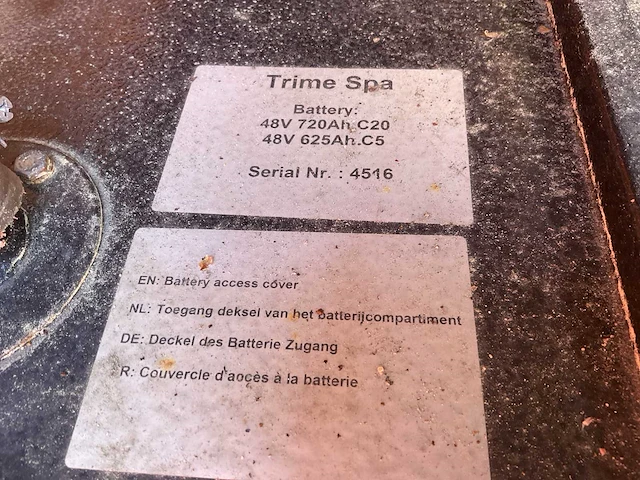 Trime Spa
Battery:
48V 720Ah.C20
48V 625Ah.C5
Serial Nr. : 4516
EN: Battery access cover
NL: Toegang deksel van het batterijcompartiment
DE: Deckel des Batterie Zugang
R: Couvercle d'accès à la batterie